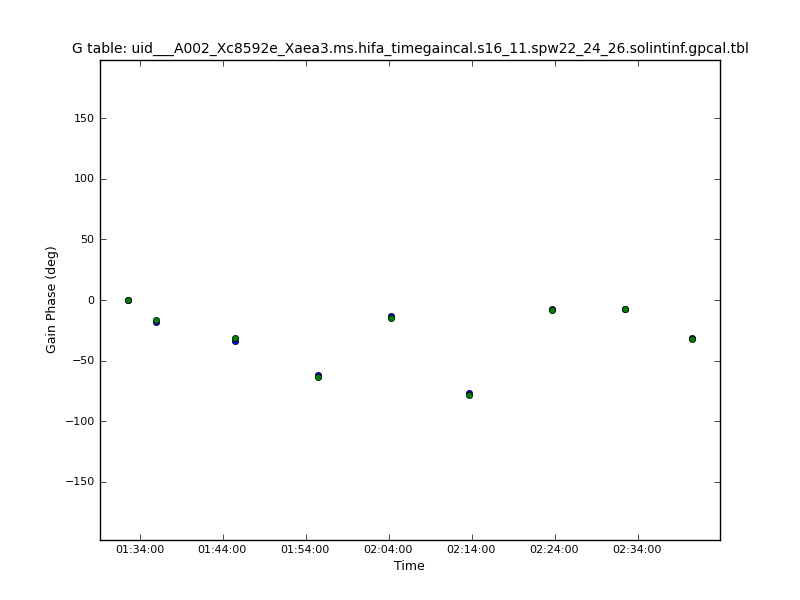 G table: uid___A002_Xc8592e_Xaea3.ms.hifa_timegaincal.s16_11.spw22_24_26.solintinf.gpcal.tbl
Gain Phase (deg)
150
100
50
0
−50
−100
−150
01:34:00 01:44:00 01:54:00 02:04:00 02:14:00 02:24:00 02:34:00
Time